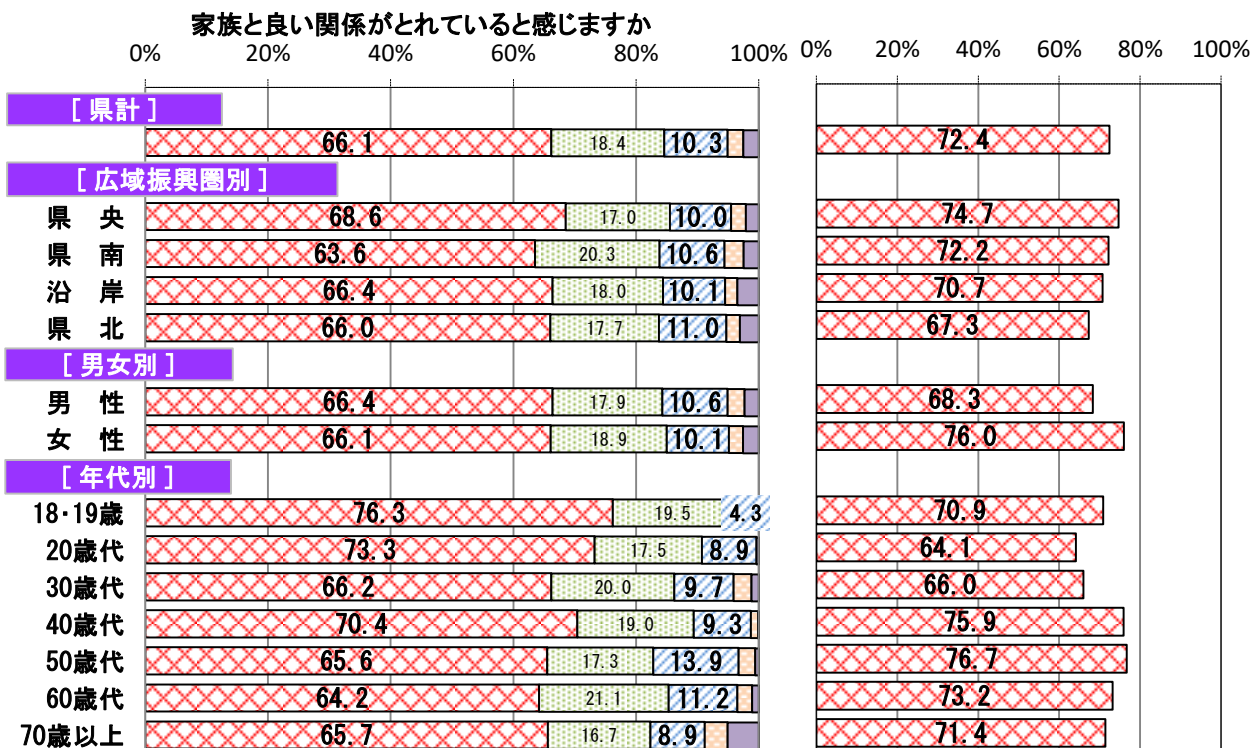 家族と良い関係がとれていると感じますか
0% 20% 40% 60% 80% 100% 0% 20% 40% 60% 80% 100%
[ 県計 ]
66.1 18.4 10.3 72.4
[ 広域振興圏別 ]
県 央 68.6 17.0 10.0 74.7
県 南 63.6 20.3 10.6 72.2
沿 岸 66.4 18.0 10.1 70.7
県 北 66.0 17.7 11.0 67.3
[ 男女別 ]
男 性 66.4 17.9 10.6 68.3
女 性 66.1 18.9 10.1 76.0
[ 年代別 ]
18･19歳 76.3 19.5 4.3 70.9
20歳代 73.3 17.5 8.9 64.1
30歳代 66.2 20.0 9.7 66.0
40歳代 70.4 19.0 9.3 75.9
50歳代 65.6 17.3 13.9 76.7
60歳代 64.2 21.1 11.2 73.2
70歳以上 65.7 16.7 8.9 71.4